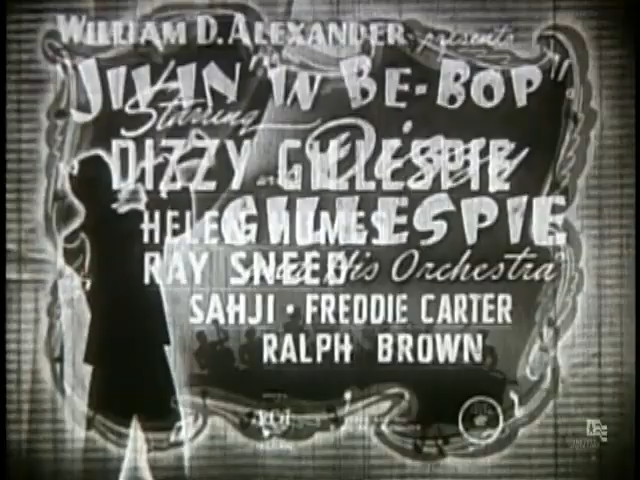 WILLIAM D. ALEXANDER presents
"JIVIN' IN BE-BOP"
Starring
Dizzy
DIZZY GILLESPIE
GILLESPIE
HELEN HUMES
and His Orchestra
RAY SNEED
SAHJI · FREDDIE CARTER
RALPH BROWN